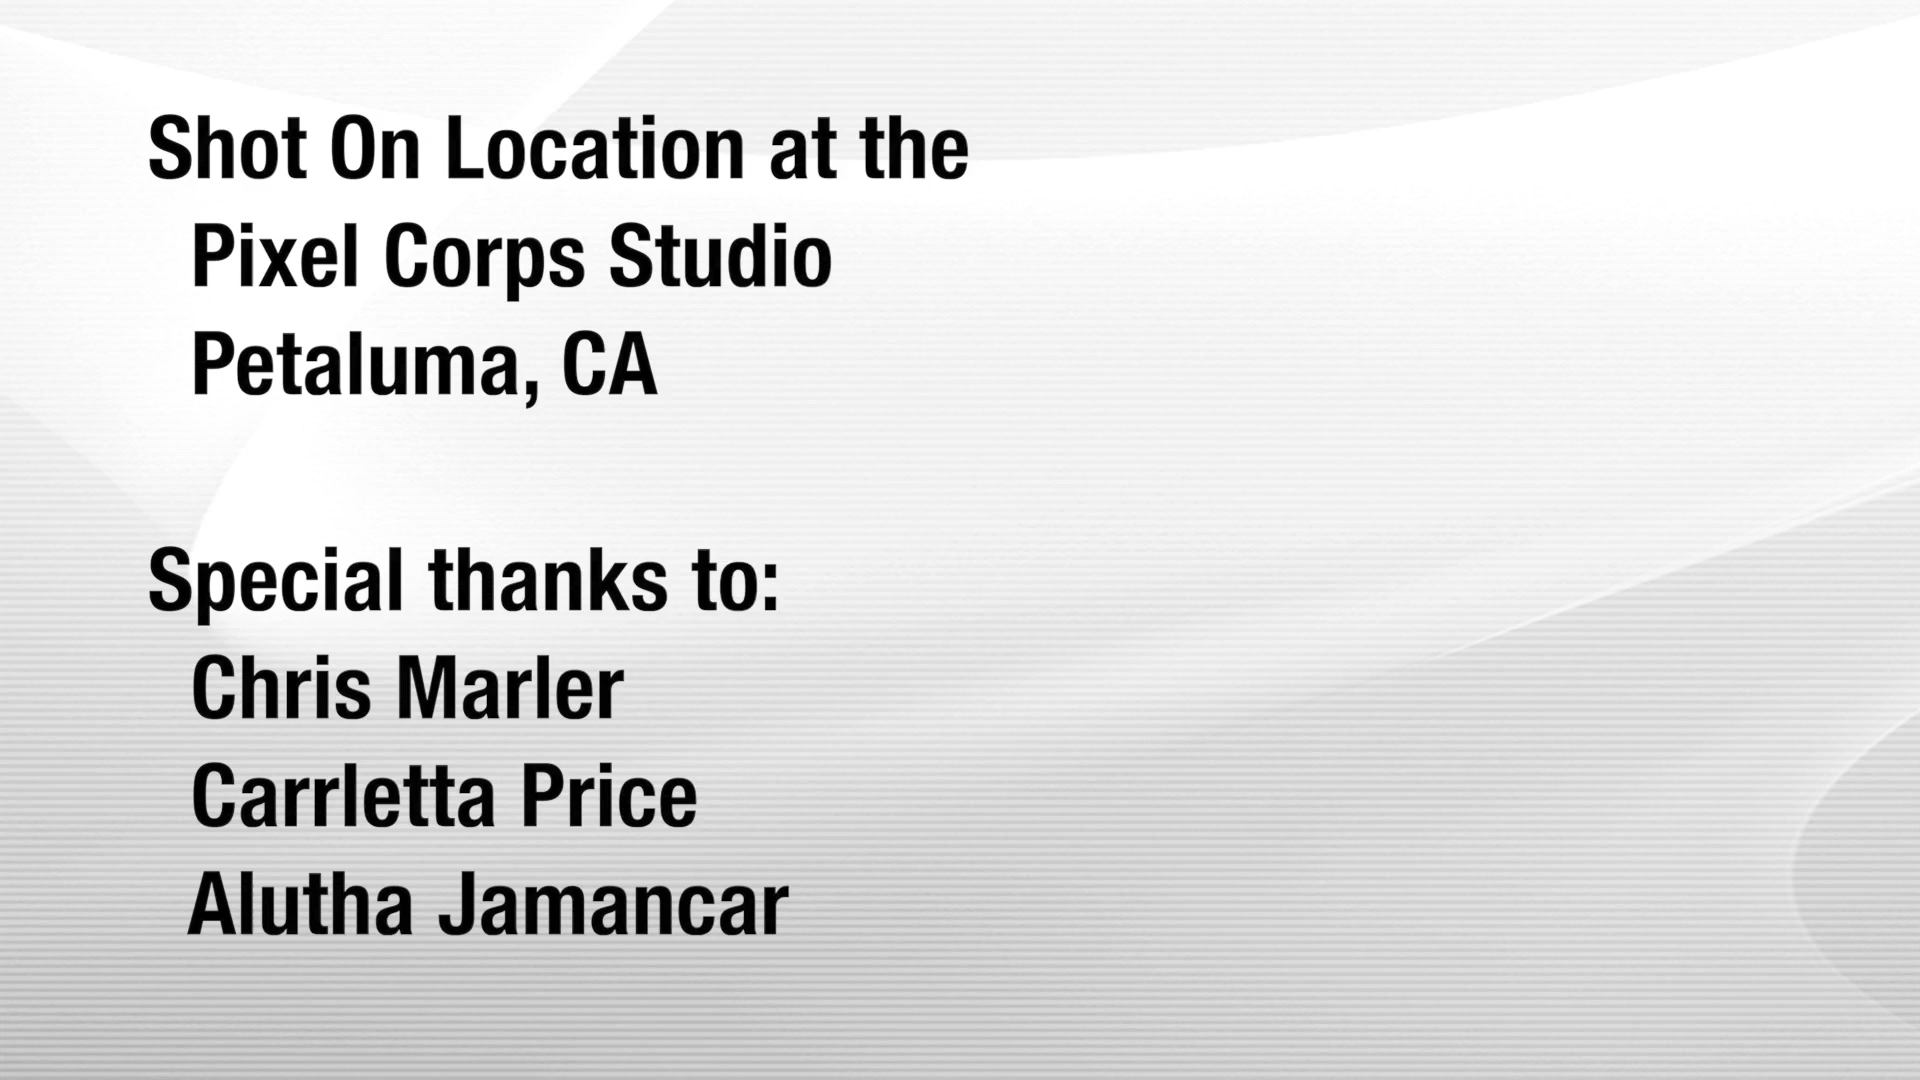 Shot On Location at the
Pixel Corps Studio
Petaluma, CA
Special thanks to:
Chris Marler
Carrletta Price
Alutha Jamancar